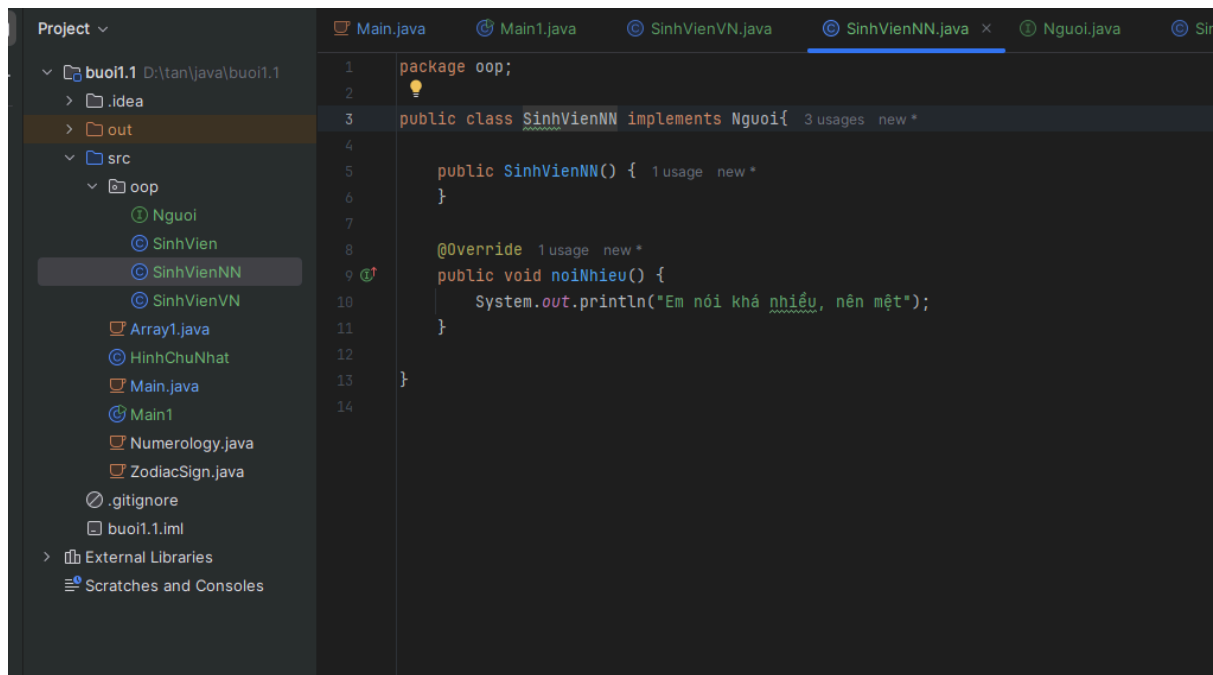 Project
Main.java
Main1.java
SinhVienVN.java
SinhVienNN.java
Nguoi.java
buoi1.1 D:\tan\java\buoi1.1
.idea
out
src
oop
Nguoi
SinhVien
SinhVienNN
SinhVienVN
Array1.java
HinhChuNhat
Main.java
Main1
Numerology.java
ZodiacSign.java
.gitignore
buoi1.1.iml
External Libraries
Scratches and Consoles
1 package oop;
2
3 public class SinhVienNN implements Nguoi{ 3 usages new *
4
5 public SinhVienNN() { 1 usage new *
6 }
7
8 @Override 1 usage new *
9 public void noiNhieu() {
10 System.out.println("Em nói khá nhiều, nên mệt");
11 }
12
13 }
14